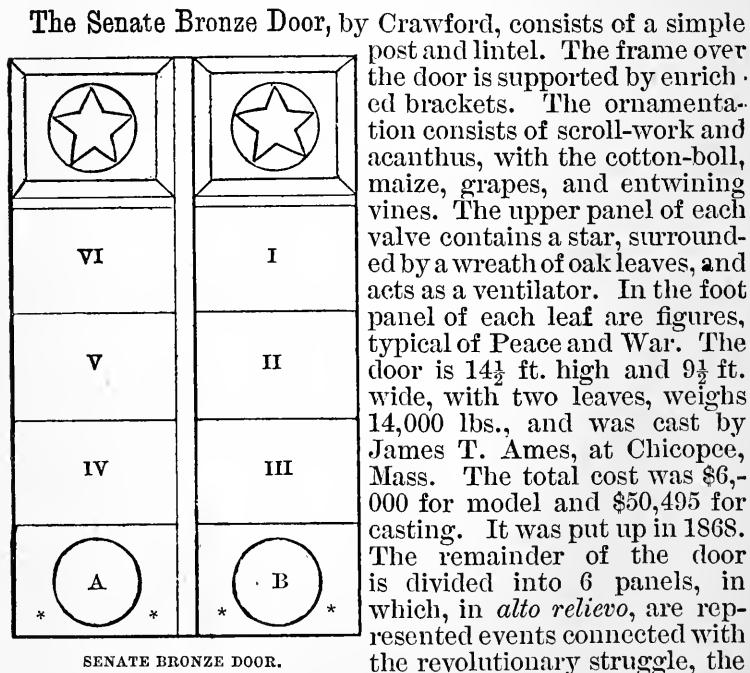 The Senate Bronze Door, by Crawford, consists of a simple
post and lintel. The frame over
the door is supported by enrich-
ed brackets. The ornamenta-
tion consists of scroll-work and
acanthus, with the cotton-boll,
maize, grapes, and entwining
vines. The upper panel of each
valve contains a star, surround-
ed by a wreath of oak leaves, and
acts as a ventilator. In the foot
panel of each leaf are figures,
typical of Peace and War. The
door is 14½ ft. high and 9½ ft.
wide, with two leaves, weighs
14,000 lbs., and was cast by
James T. Ames, at Chicopee,
Mass. The total cost was $6,-
000 for model and $50,495 for
casting. It was put up in 1868.
The remainder of the door
is divided into 6 panels, in
which, in alto relievo, are rep-
resented events connected with
the revolutionary struggle, the
VI I
V II
IV III
A B
* * * *
SENATE BRONZE DOOR.